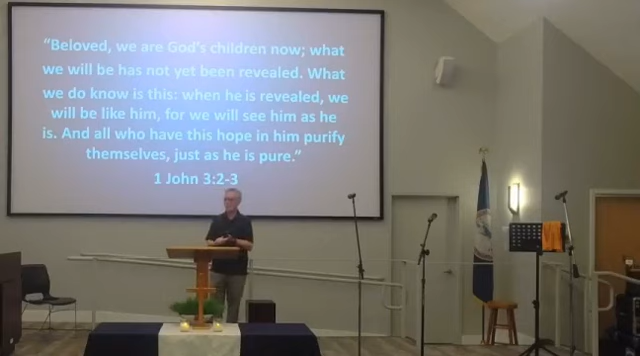 “Beloved, we are God's children now; what
we will be has not yet been revealed. What
we do know is this: when he is revealed, we
will be like him, for we will see him as he
is. And all who have this hope in him purify
themselves, just as he is pure.”
1 John 3:2-3